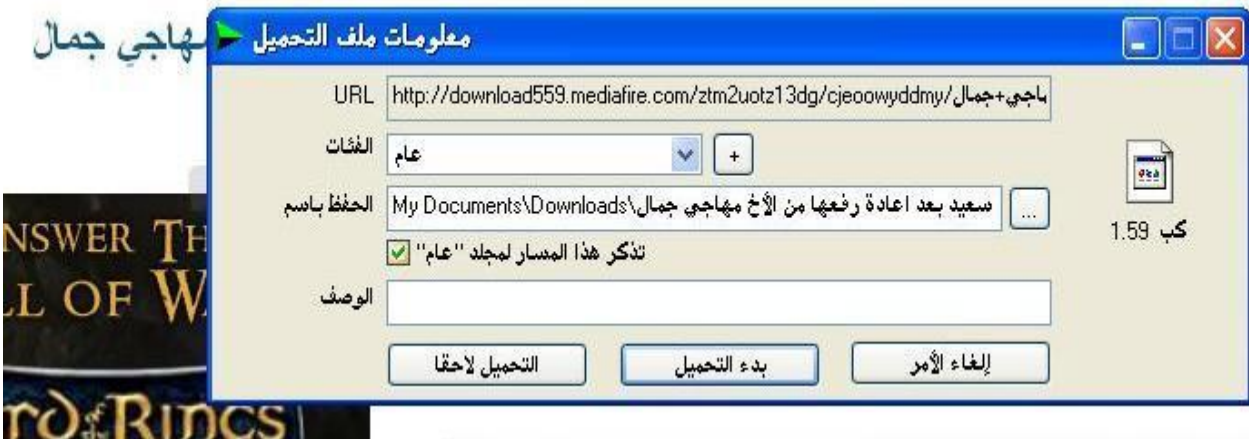 مهاجي جمال
معلومات ملف التحميل
URL http://download559.mediafire.com/ztm2uotz13dg/cjeoowyddmy/باجي+جمال
الفئات عام +
الحفظ باسم My Documents\Downloads\سعيد بعد اعادة رفعها من الأخ مهاجي جمال ...
كب 1.59
تذكر هذا المسار لمجلد "عام"
الوصف
التحميل لاحقا بدء التحميل إلغاء الأمر
NSWER TH
LL OF W
rd of the Rings